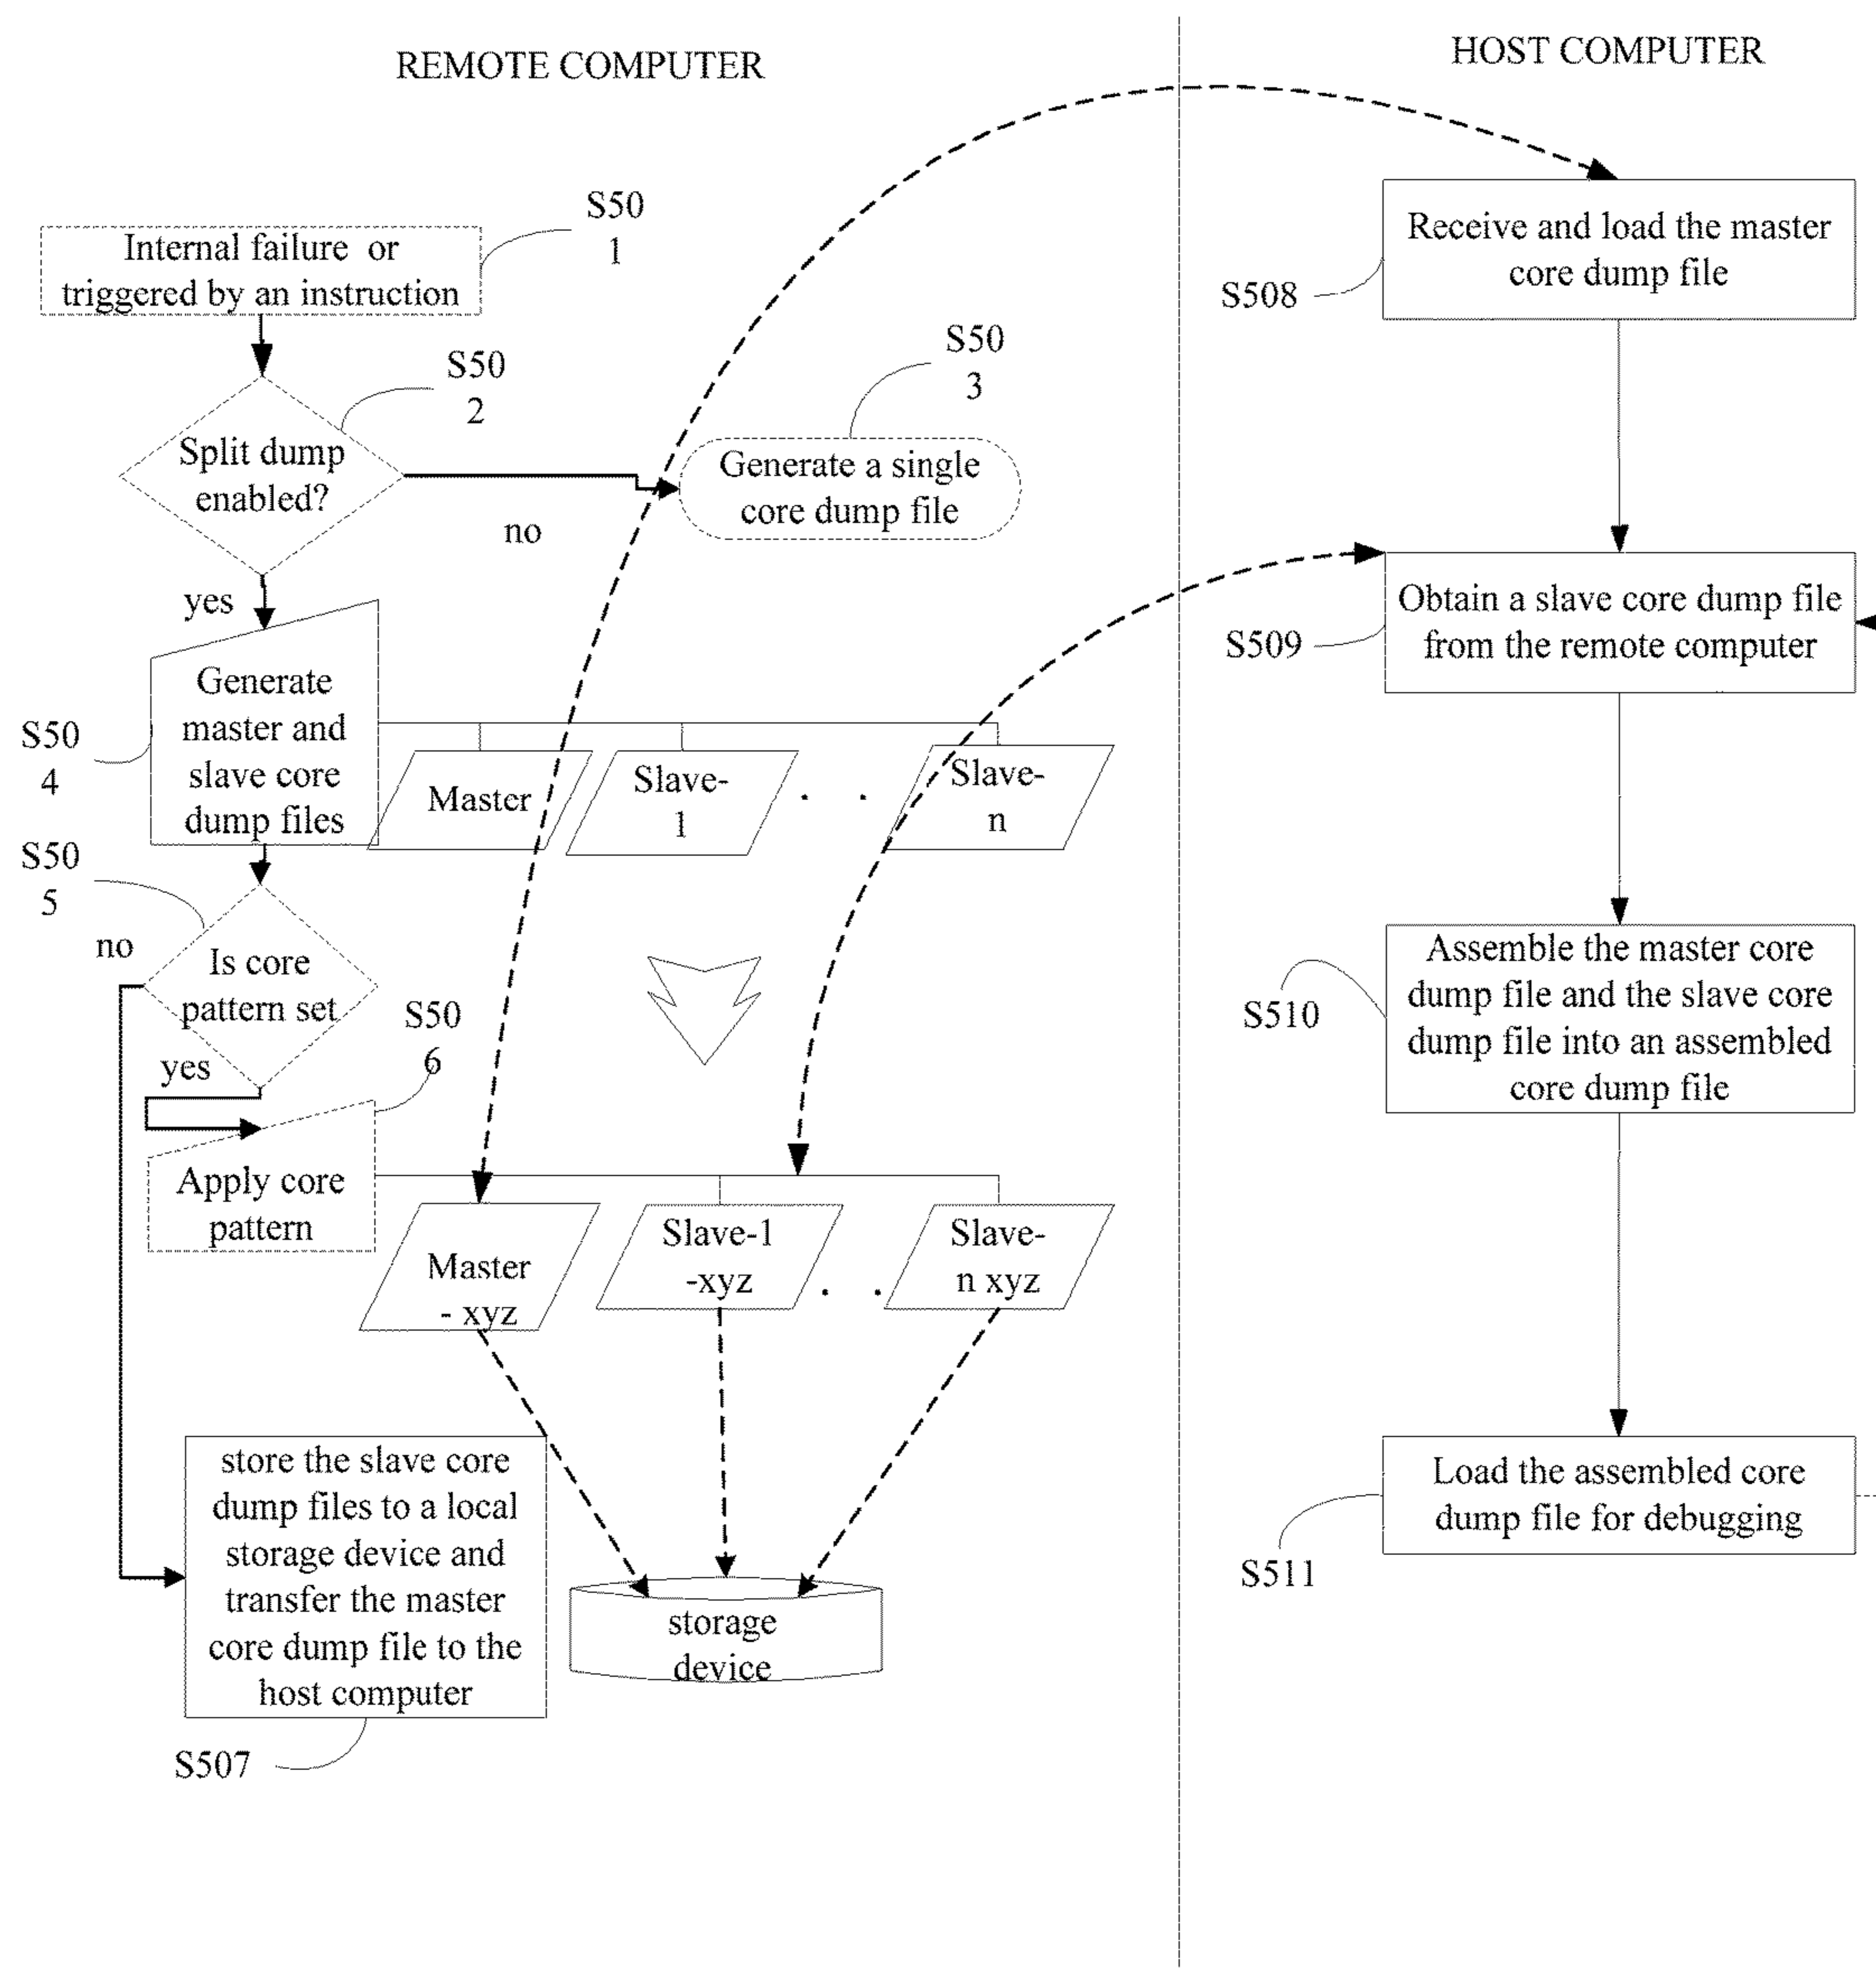 REMOTE COMPUTER
HOST COMPUTER
S50
1
Internal failure or
triggered by an instruction
S50
2
Split dump
enabled?
no
S50
3
Generate a single
core dump file
yes
S50
4
Generate
master and
slave core
dump files
Master
Slave-
1
. .
Slave-
n
S50
5
no
Is core
pattern set
yes
S50
6
Apply core
pattern
Master
- xyz
Slave-1
-xyz
. .
Slave-
n xyz
store the slave core
dump files to a local
storage device and
transfer the master
core dump file to the
host computer
S507
storage
device
Receive and load the master
core dump file
S508
Obtain a slave core dump file
from the remote computer
S509
Assemble the master core
dump file and the slave core
dump file into an assembled
core dump file
S510
Load the assembled core
dump file for debugging
S511